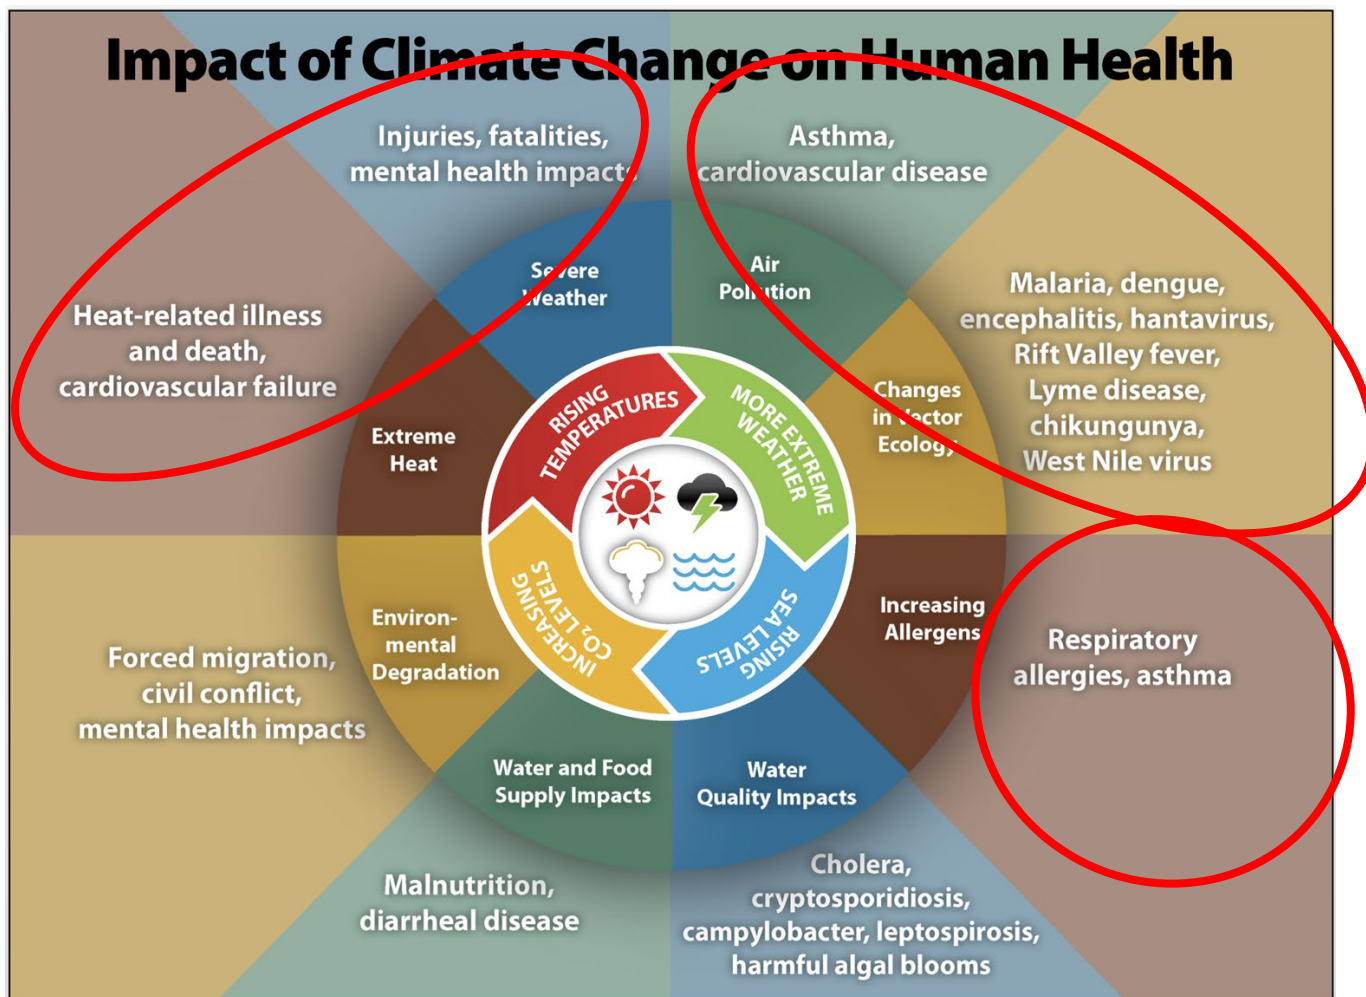 Impact of Climate Change on Human Health
Injuries, fatalities,
mental health impacts
Asthma,
cardiovascular disease
Severe
Weather
Air
Pollution
Heat-related illness
and death,
cardiovascular failure
Malaria, dengue,
encephalitis, hantavirus,
Rift Valley fever,
Lyme disease,
chikungunya,
West Nile virus
Extreme
Heat
Changes
in Vector
Ecology
RISING
TEMPERATURES
MORE EXTREME
WEATHER
INCREASING
CO₂ LEVELS
RISING
SEA LEVELS
Environ-
mental
Degradation
Increasing
Allergens
Forced migration,
civil conflict,
mental health impacts
Respiratory
allergies, asthma
Water and Food
Supply Impacts
Water
Quality Impacts
Malnutrition,
diarrheal disease
Cholera,
cryptosporidiosis,
campylobacter, leptospirosis,
harmful algal blooms